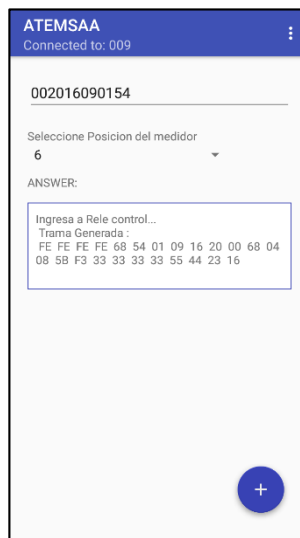 ATEMSAA
Connected to: 009
002016090154
Seleccione Posicion del medidor
6
ANSWER:
Ingresa a Rele control...
Trama Generada :
FE FE FE FE 68 54 01 09 16 20 00 68 04
08 5B F3 33 33 33 33 55 44 23 16
+